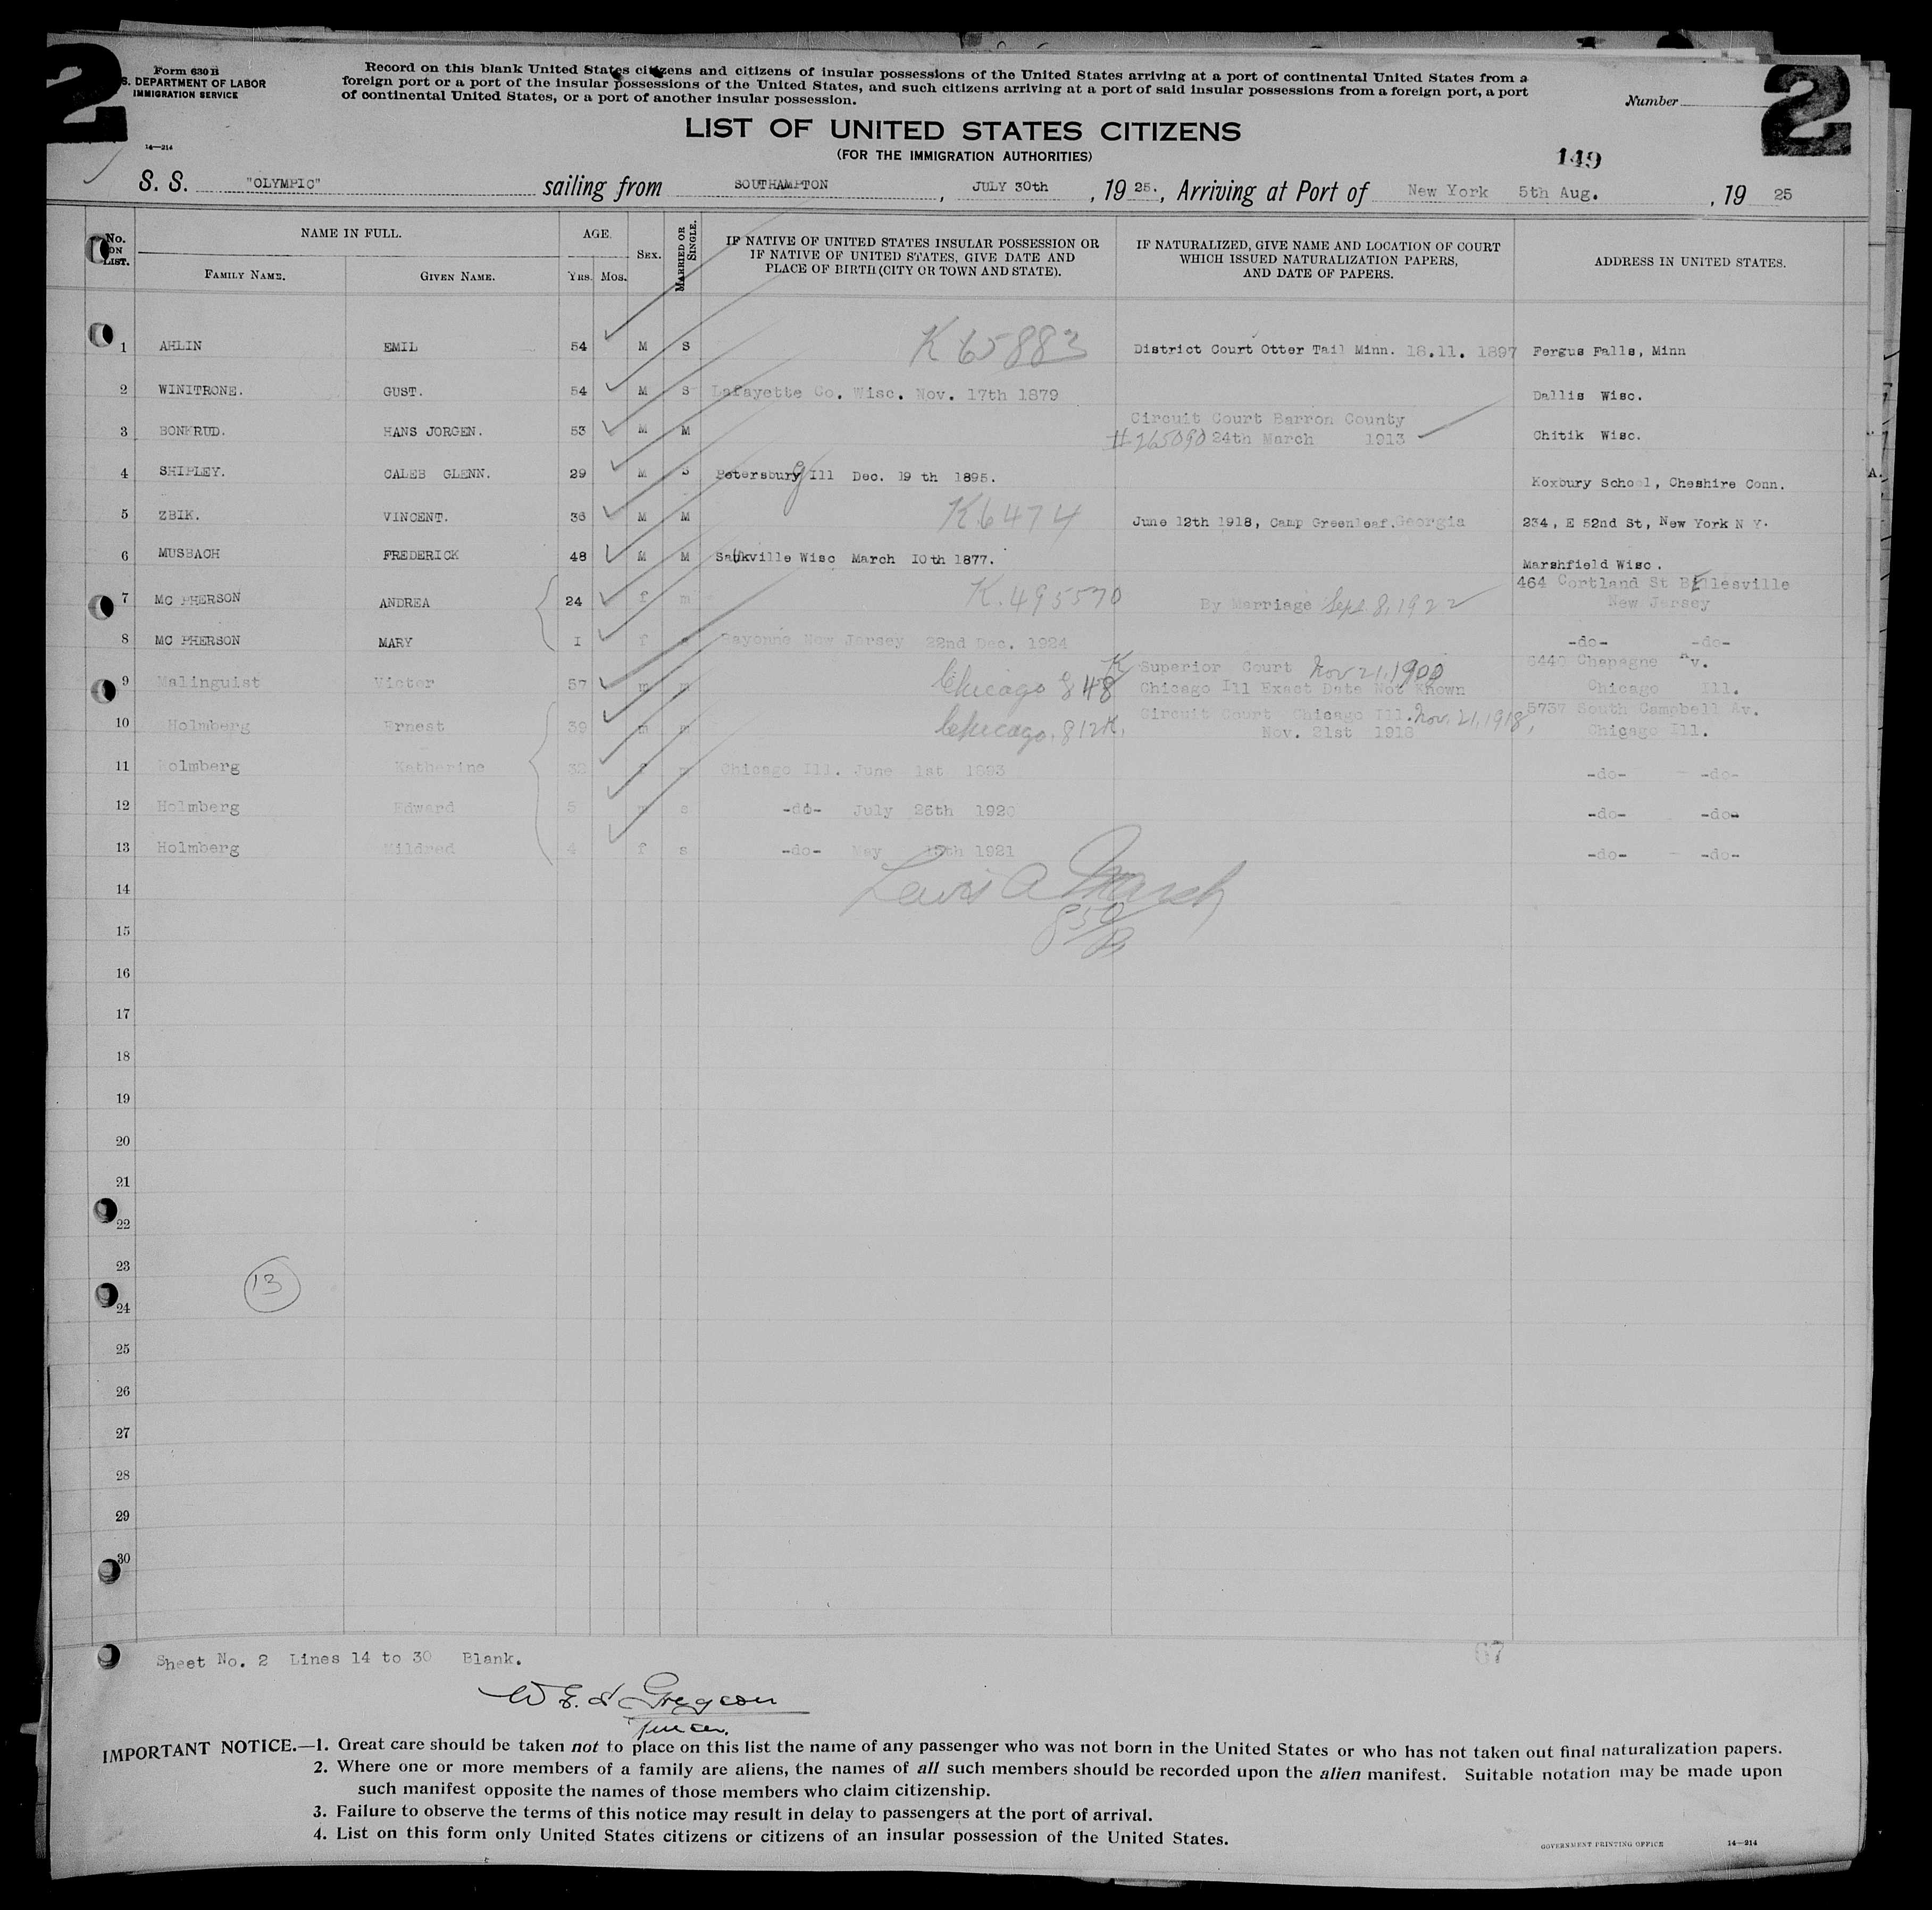 2
2
Form 630 B
S. DEPARTMENT OF LABOR
IMMIGRATION SERVICE
14—214
Record on this blank United States citizens and citizens of insular possessions of the United States arriving at a port of continental United States from a
foreign port or a port of the insular possessions of the United States, and such citizens arriving at a port of said insular possessions from a foreign port, a port
of continental United States, or a port of another insular possession.
Number
LIST OF UNITED STATES CITIZENS
(FOR THE IMMIGRATION AUTHORITIES)
149
S. S. "OLYMPIC" sailing from SOUTHAMPTON, JULY 30th, 19 25., Arriving at Port of New York 5th Aug., 19 25
No. ON LIST. NAME IN FULL. AGE. SEX. MARRIED OR SINGLE. IF NATIVE OF UNITED STATES INSULAR POSSESSION OR IF NATIVE OF UNITED STATES, GIVE DATE AND PLACE OF BIRTH (CITY OR TOWN AND STATE). IF NATURALIZED, GIVE NAME AND LOCATION OF COURT WHICH ISSUED NATURALIZATION PAPERS, AND DATE OF PAPERS. ADDRESS IN UNITED STATES.
FAMILY NAME. GIVEN NAME. YRS. MOS.
1 AHLIN EMIL 54 M S K 65883 District Court Otter Tail Minn. 18.11. 1897 Fergus Falls, Minn
2 WINITRONE. GUST. 54 M S Lafayette Co. Wisc. Nov. 17th 1879 Dallis Wisc.
3 BONKRUD. HANS JORGEN. 53 M M Circuit Court Barron County #265090 24th March 1913 Chitik Wisc.
4 SHIPLEY. CALEB GLENN. 29 M S Petersburg Ill Dec. 19 th 1895. Roxbury School, Cheshire Conn.
5 ZBIK. VINCENT. 36 M M K6474 June 12th 1918, Camp Greenleaf. Georgia 234, E 52nd St, New York N Y.
6 MUSBACH FREDERICK 48 M M Saukville Wisc March 10th 1877. Marshfield Wisc.
7 MC PHERSON ANDREA 24 f m K.495570 By Marriage Sept 8, 1922 464 Cortland St BEllesville New Jersey
8 MC PHERSON MARY 1 f s Bayonne New Jersey 22nd Dec. 1924 -do- -do-
9 Malinguist Victor 57 m m Chicago 848 K Superior Court Nov 21, 1900 Chicago Ill Exact Date Not Known 6440 Chapagne Av. Chicago Ill.
10 Holmberg Ernest 39 m m Chicago. 812K, Circuit Court Chicago Ill. Nov. 21, 1918, Nov. 21st 1918 5737 South Campbell Av. Chigago Ill.
11 Holmberg Katherine 32 f m Chicago Ill. June 1st 1893 -do- -do-
12 Holmberg Edward 5 m s -do- July 26th 1920 -do- -do-
13 Holmberg Mildred 4 f s -do- May 15th 1921 -do- -do-
Lewis A March
14
15
16
17
18
19
20
21
22
23
13
24
25
26
27
28
29
30
Sheet No. 2 Lines 14 to 30 Blank.
67
IMPORTANT NOTICE.—1. Great care should be taken not to place on this list the name of any passenger who was not born in the United States or who has not taken out final naturalization papers.
2. Where one or more members of a family are aliens, the names of all such members should be recorded upon the alien manifest. Suitable notation may be made upon
such manifest opposite the names of those members who claim citizenship.
3. Failure to observe the terms of this notice may result in delay to passengers at the port of arrival.
4. List on this form only United States citizens or citizens of an insular possession of the United States.
GOVERNMENT PRINTING OFFICE 14—214